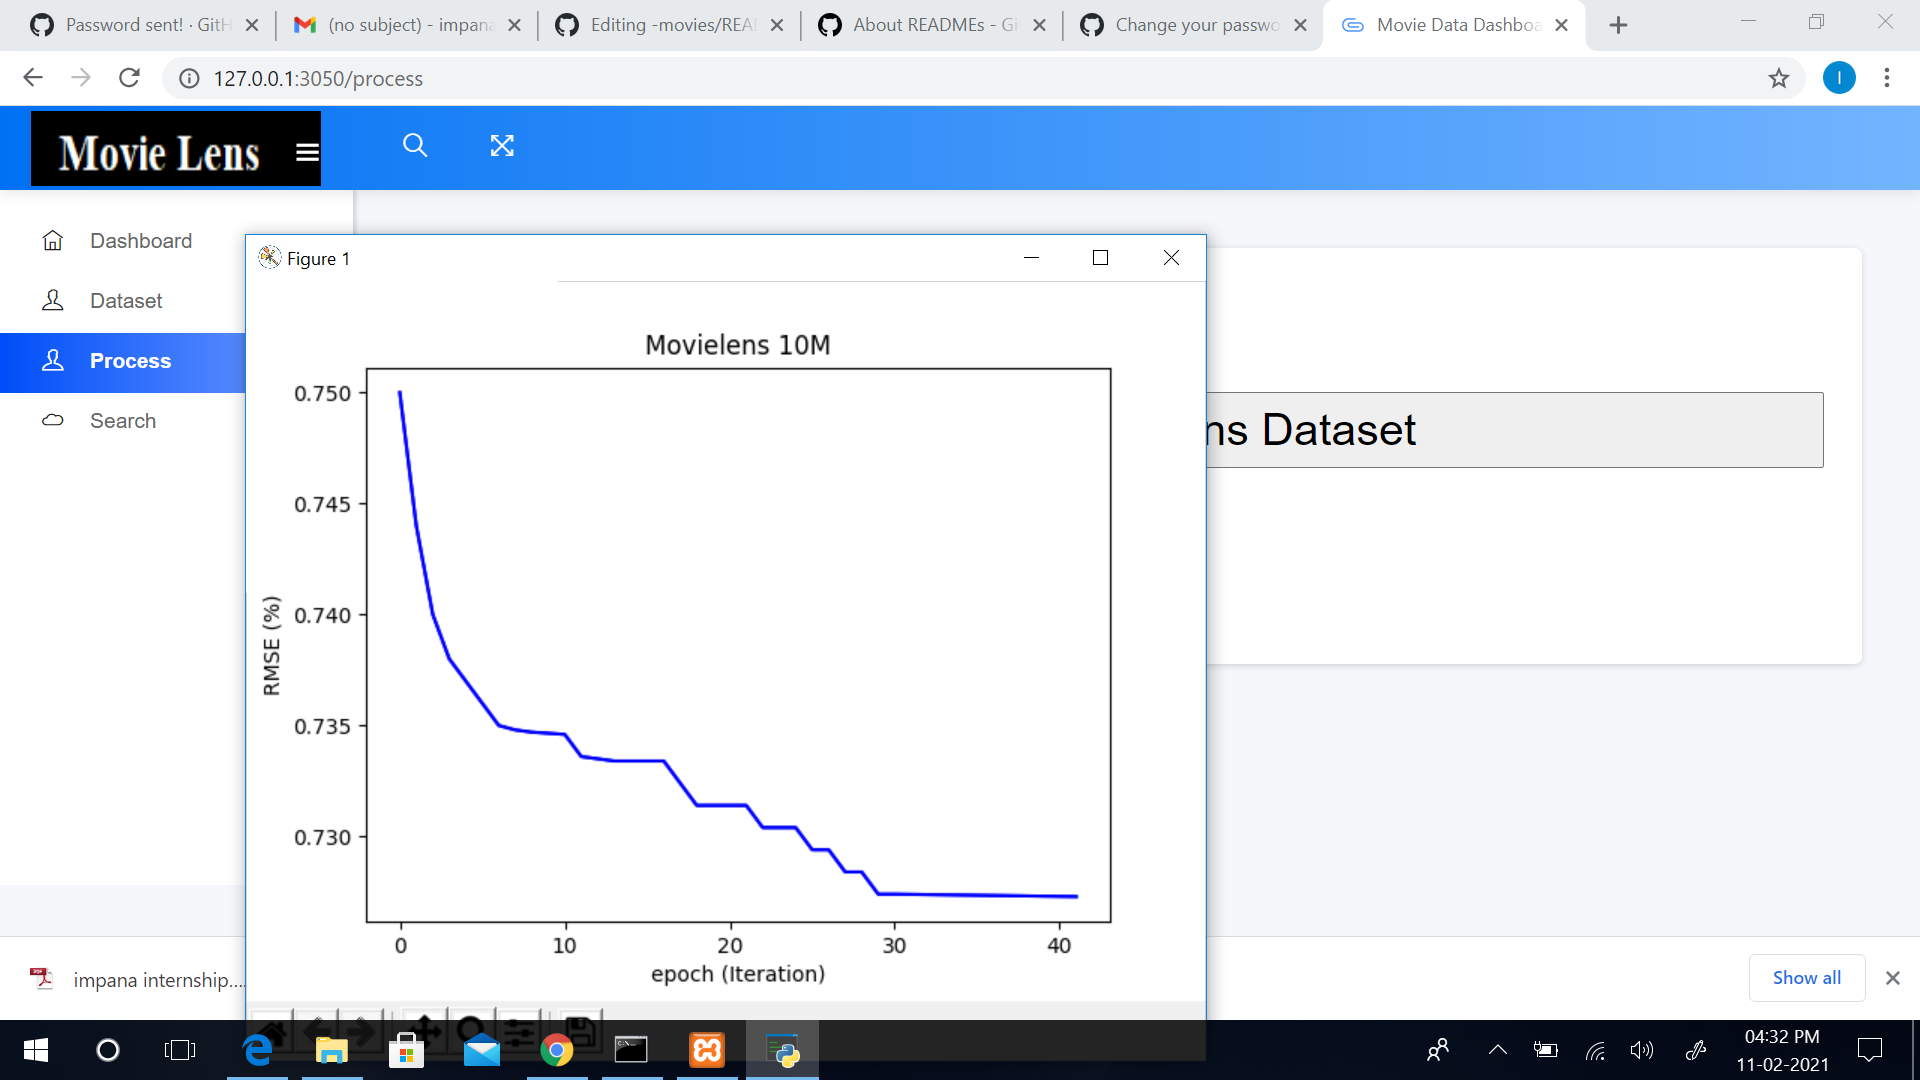 Password sent! · GitH
(no subject) - impana
Editing -movies/REA
About READMEs - Gi
Change your passwo
Movie Data Dashboa
127.0.0.1:3050/process
I
Movie Lens
Dashboard
Dataset
Process
Search
Figure 1
ns Dataset
Movielens 10M
0.750
0.745
0.740
0.735
0.730
RMSE (%)
0 10 20 30 40
epoch (Iteration)
impana internship....
Show all
04:32 PM
11-02-2021